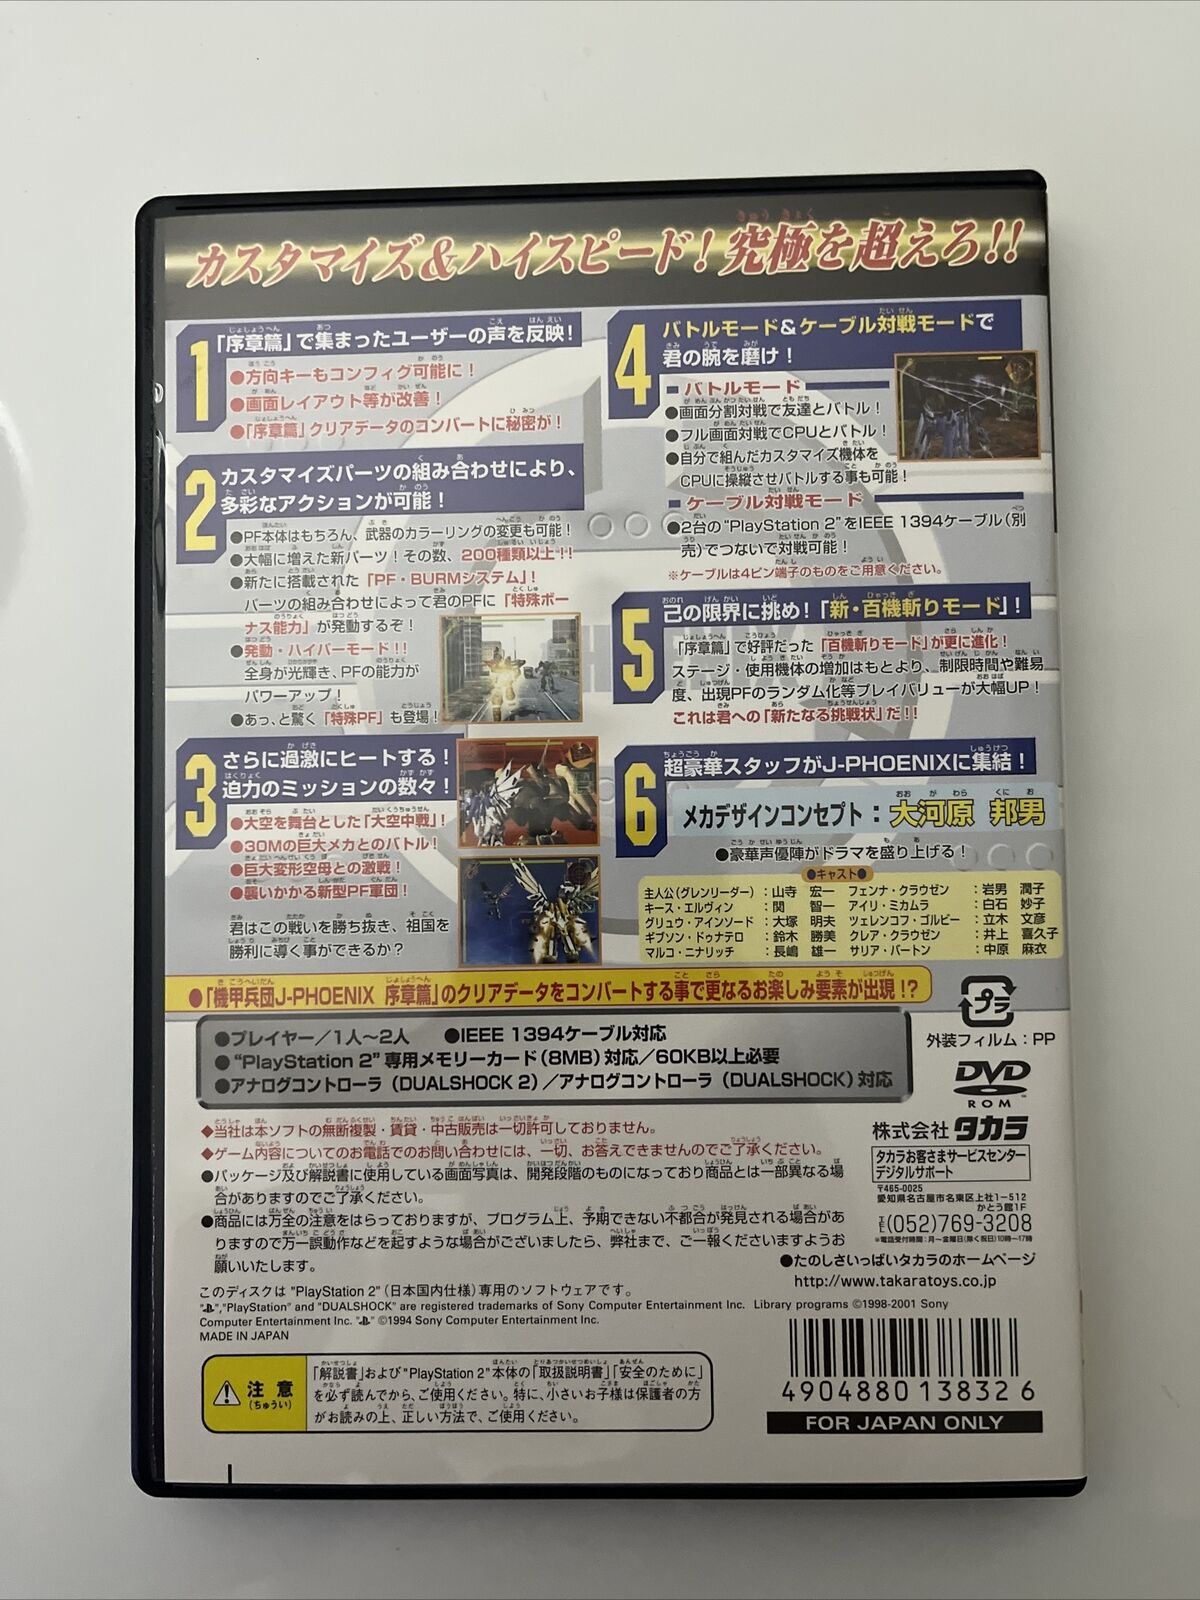 カスタマイズ&ハイスピード！究極を超えろ!!
1
「序章篇」で集まったユーザーの声を反映！
●方向キーもコンフィグ可能に！
●画面レイアウト等が改善！
●「序章篇」クリアデータのコンバートに秘密が！
2
カスタマイズパーツの組み合わせにより、
多彩なアクションが可能！
●PF本体はもちろん、武器のカラーリングの変更も可能！
●大幅に増えた新パーツ！その数、200種類以上!!
●新たに搭載された「PF・BURMシステム」！
パーツの組み合わせによって君のPFに「特殊ボー
ナス能力」が発動するぞ！
●発動・ハイパーモード!!
全身が光輝き、PFの能力が
パワーアップ！
●あっ、と驚く「特殊PF」も登場！
3
さらに過激にヒートする！
迫力のミッションの数々！
●大空を舞台とした「大空中戦」！
●30Mの巨大メカとのバトル！
●巨大変形空母との激戦！
●襲いかかる新型PF軍団！
君はこの戦いを勝ち抜き、祖国を
勝利に導く事ができるか？
4
バトルモード&ケーブル対戦モードで
君の腕を磨け！
バトルモード
●画面分割対戦で友達とバトル！
●フル画面対戦でCPUとバトル！
●自分で組んだカスタマイズ機体を
CPUに操縦させバトルする事も可能！
ケーブル対戦モード
●2台の“PlayStation 2”をIEEE 1394ケーブル（別
売）でつないで対戦可能！
※ケーブルは4ピン端子のものをご用意ください。
5
己の限界に挑め！「新・百機斬りモード」！
「序章篇」で好評だった「百機斬りモード」が更に進化！
ステージ・使用機体の増加はもとより、制限時間や難易
度、出現PFのランダム化等プレイバリューが大幅UP！
これは君への「新たなる挑戦状」だ!!
6
超豪華スタッフがJ-PHOENIXに集結！
メカデザインコンセプト：大河原 邦男
●豪華声優陣がドラマを盛り上げる！
●キャスト●
主人公（グレンリーダー）：山寺 宏一 フェンナ・クラウゼン：岩男 潤子
キース・エルヴィン：関 智一 アイリ・ミカムラ：白石 妙子
グリュウ・アインソード：大塚 明夫 ツェレンコフ・ゴルビー：立木 文彦
ギブソン・ドゥナテロ：鈴木 勝美 クレア・クラウゼン：井上 喜久子
マルコ・ニナリッチ：長嶋 雄一 サリア・バートン：中原 麻衣
●「機甲兵団J-PHOENIX 序章篇」のクリアデータをコンバートする事で更なるお楽しみ要素が出現!?
●プレイヤー／1人〜2人 ●IEEE 1394ケーブル対応
●“PlayStation 2”専用メモリーカード（8MB）対応／60KB以上必要
●アナログコントローラ（DUALSHOCK 2）／アナログコントローラ（DUALSHOCK）対応
プラ
外装フィルム：PP
DVD
ROM
株式会社 タカラ
タカラお客さまサービスセンター
デジタルサポート
〒465-0025
愛知県名古屋市名東区上社1-512
かとう館1F
TEL(052)769-3208
※電話受付時間：月〜金曜日（除く祝日）10時〜17時
●たのしさいっぱいタカラのホームページ
http://www.takaratoys.co.jp
◆当社は本ソフトの無断複製・賃貸・中古販売は一切許可しておりません。
◆ゲーム内容についてのお電話でのお問い合わせには、一切、お答えできませんのでご了承ください。
●パッケージ及び解説書に使用している画面写真は、開発段階のものになっており商品とは一部異なる場
合がありますのでご了承ください。
●商品には万全の注意をはらっておりますが、プログラム上、予期できない不都合が発見される場合があ
りますので万一誤動作などを起すような場合がございましたら、弊社まで、ご一報くださいますようお
願いいたします。
このディスクは “PlayStation 2”（日本国内仕様）専用のソフトウェアです。
" ","PlayStation" and "DUALSHOCK" are registered trademarks of Sony Computer Entertainment Inc. Library programs ©1998-2001 Sony
Computer Entertainment Inc. " " ©1994 Sony Computer Entertainment Inc.
MADE IN JAPAN
注意
（ちゅうい）
「解説書」および“PlayStation 2”本体の「取扱説明書」「安全のために」
を必ず読んでから、ご使用ください。特に、小さいお子様は保護者の方
がお読みの上、正しい方法で、ご使用ください。
4904880138326
FOR JAPAN ONLY